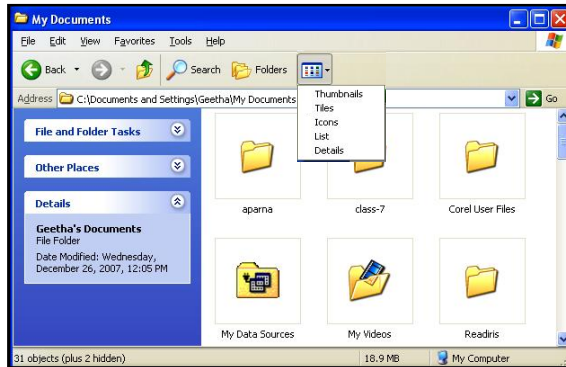 My Documents
File Edit View Favorites Tools Help
Back Search Folders
Address C:\Documents and Settings\Geetha\My Documents Go
Thumbnails
Tiles
Icons
List
Details
File and Folder Tasks
Other Places
Details
Geetha's Documents
File Folder
Date Modified: Wednesday,
December 26, 2007, 12:05 PM
aparna class-7 Corel User Files
My Data Sources My Videos Readiris
31 objects (plus 2 hidden) 18.9 MB My Computer